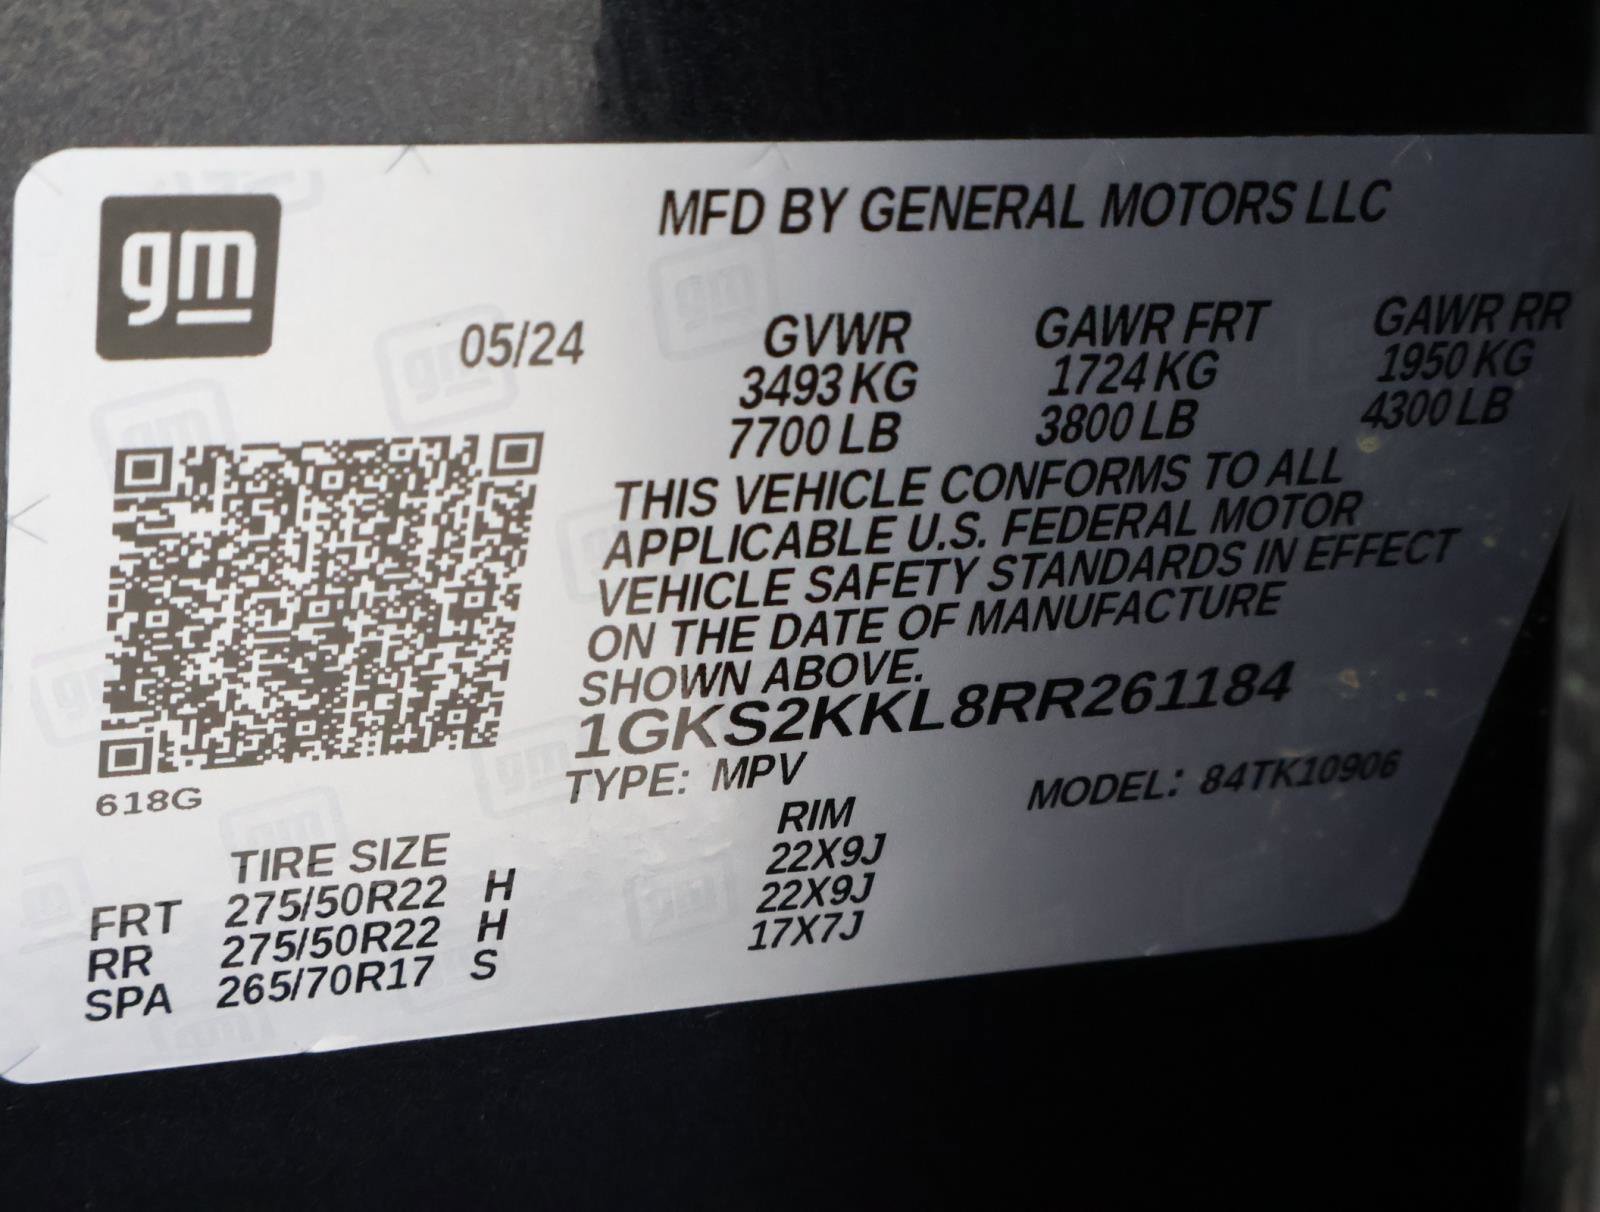 gm
MFD BY GENERAL MOTORS LLC
05/24
GVWR GAWR FRT GAWR RR
3493 KG 1724 KG 1950 KG
7700 LB 3800 LB 4300 LB
THIS VEHICLE CONFORMS TO ALL
APPLICABLE U.S. FEDERAL MOTOR
VEHICLE SAFETY STANDARDS IN EFFECT
ON THE DATE OF MANUFACTURE
SHOWN ABOVE.
1GKS2KKL8RR261184
TYPE: MPV MODEL: 84TK10906
618G
TIRE SIZE RIM
FRT 275/50R22 H 22X9J
RR 275/50R22 H 22X9J
SPA 265/70R17 S 17X7J